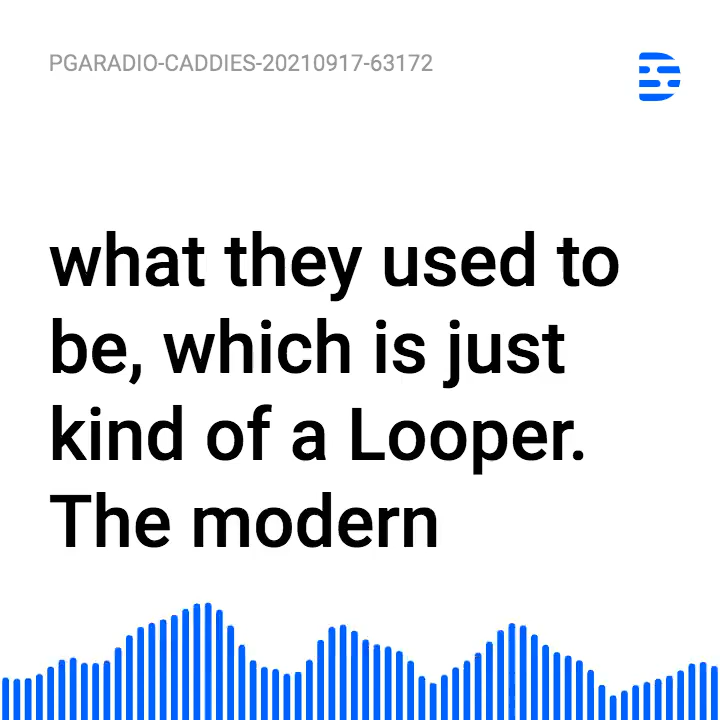 PGARADIO-CADDIES-20210917-63172
what they used to
be, which is just
kind of a Looper.
The modern